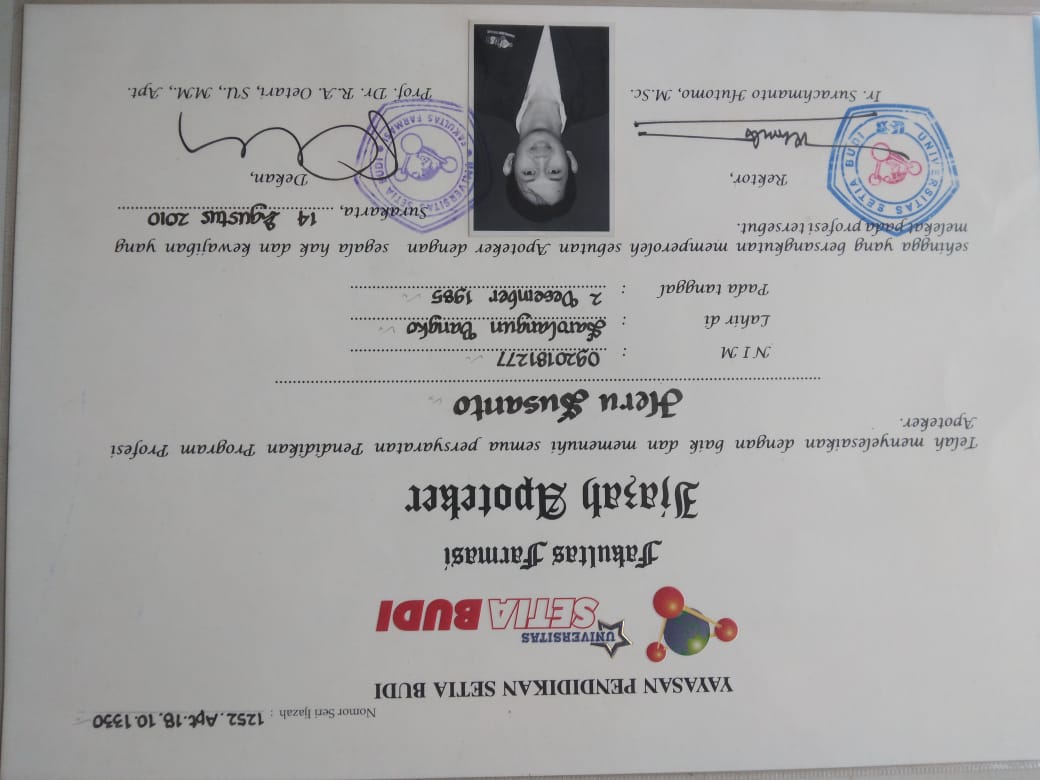 Nomor Seri Ijazah : 1252.Apt.18.10.1330
YAYASAN PENDIDIKAN SETIA BUDI
UNIVERSITAS
SETIA BUDI
Fakultas Farmasi
Ijazah Apoteker
Telah menyelesaikan dengan baik dan memenuhi semua persyaratan Pendidikan Program Profesi
Apoteker.
Heru Susanto
N I M : 0920181277
Lahir di : Sarolangun Bangko
Pada tanggal : 2 Desember 1985
sehingga yang bersangkutan memperoleh sebutan Apoteker dengan segala hak dan kewajiban yang
melekat pada profesi tersebut.
Surakarta, 14 Agustus 2010
Rektor,
Dekan,
UNIVERSITAS SETIA BUDI
UNIVERSITAS SETIA BUDI
FAKULTAS FARMASI
Ir. Surachmanto Hutomo, M.Sc.
Prof. Dr. R.A. Oetari, SU., MM., Apt.